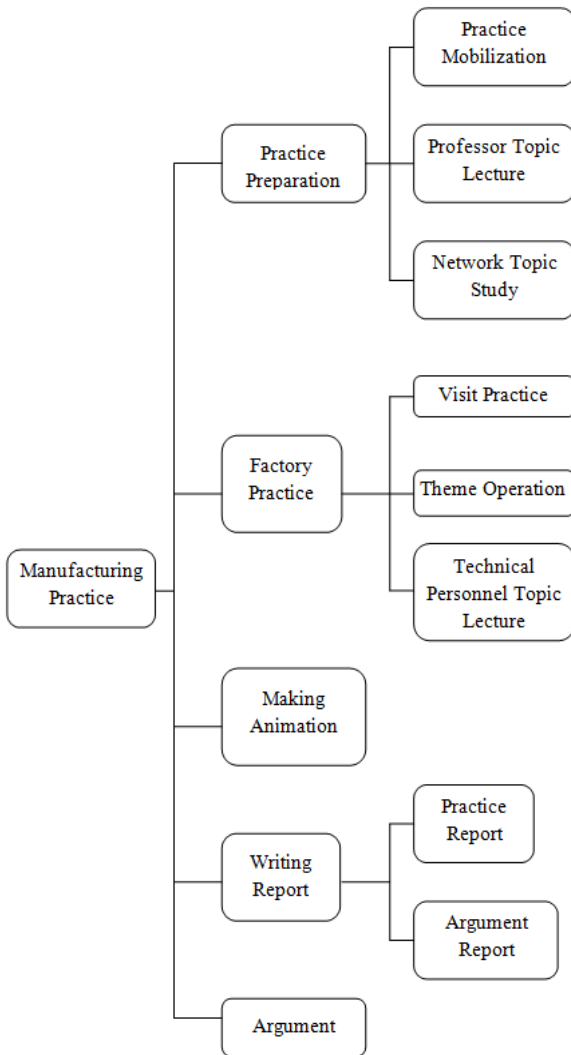 Practice
Mobilization
Practice
Preparation
Professor Topic
Lecture
Network Topic
Study
Visit Practice
Factory
Practice
Theme Operation
Technical
Personnel Topic
Lecture
Manufacturing
Practice
Making
Animation
Practice
Report
Writing
Report
Argument
Report
Argument